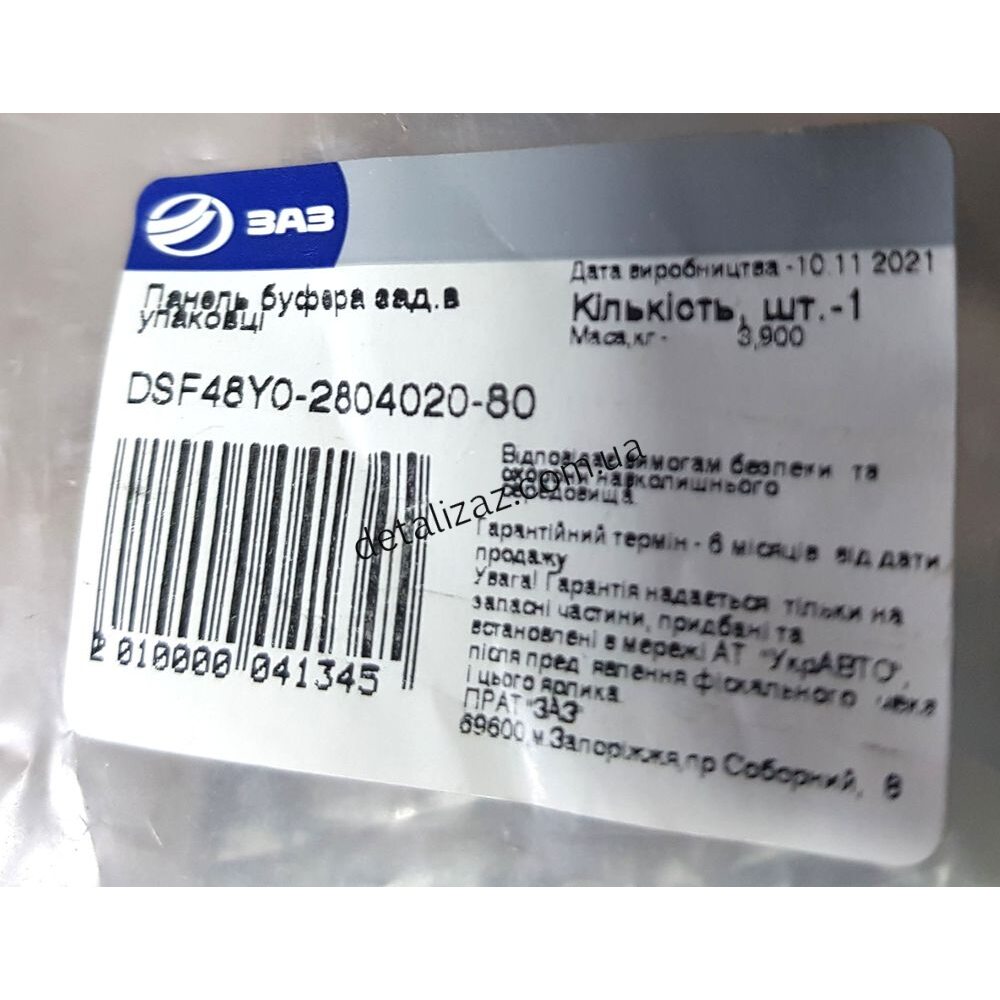 ЗАЗ
Дата виробництва -10.11 2021
Панель буфера зад.в
упаковці
Кількість, шт.-1
Маса,кг - 3,900
DSF48Y0-2804020-80
Відповідає вимогам безпеки та
охорони навколишнього
середовища.
Гарантійний термін - 6 місяців від дати
продажу
Увага! Гарантія надається тільки на
запасні частини, придбані та
встановлені в мережі АТ "УкрАВТО",
після пред`явлення фіскального чека
і цього ярлика.
ПРАТ "ЗАЗ"
69600,м.Запоріжжя,пр Соборний, 8
2 010000 041345
detalizaz.com.ua